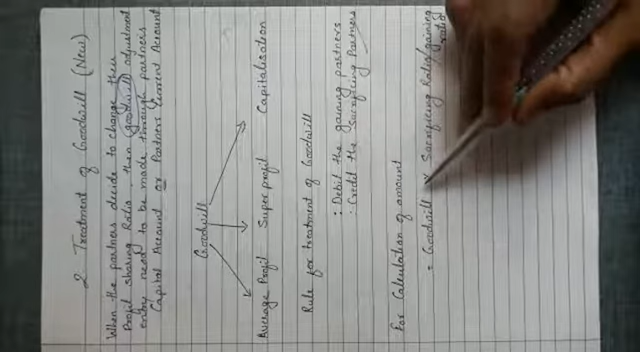 2 Treatment of Goodwill (New)
When the partners decide to change their
Profit sharing Ratio, then goodwill adjustment
entry need to be made through partners
Capital Account or Partners Current Account
Goodwill
Average Profit Super profit Capitalisation
Rule for treatment of Goodwill
: Debit the gaining partners
: Credit the Sacrificing Partners
For Calculation of amount
= Goodwill × Sacrificing Ratio/gaining
ratio